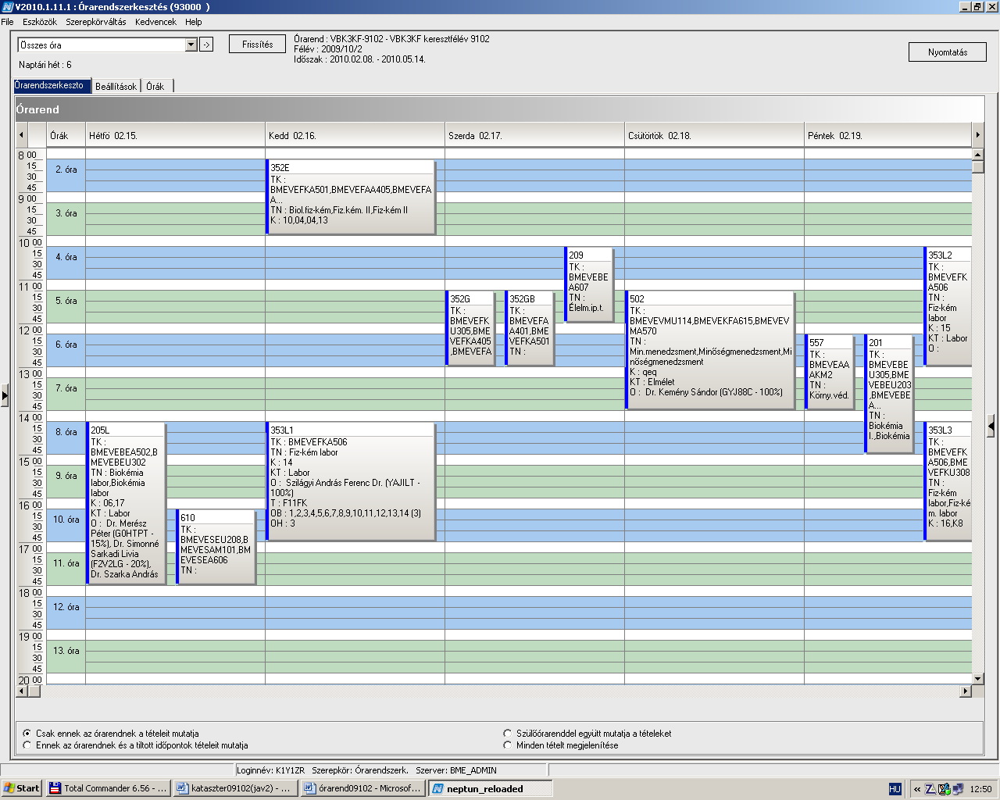 V2010.1.11.1 : Órarendszerkesztés (93000 )
File Eszközök Szerepkörváltás Kedvencek Help
Összes óra
->
Frissítés
Órarend : VBK3KF-9102 - VBK3KF keresztfélév 9102
Félév : 2009/10/2
Időszak : 2010.02.08. - 2010.05.14.
Nyomtatás
Naptári hét : 6
Órarendszerkeszto Beállítások Órák
Órarend
Órák Hétfő 02.15. Kedd 02.16. Szerda 02.17. Csütörtök 02.18. Péntek 02.19.
8 00
15
30
45
9 00
15
30
45
10 00
15
30
45
11 00
15
30
45
12 00
15
30
45
13 00
15
30
45
14 00
15
30
45
15 00
15
30
45
16 00
15
30
45
17 00
15
30
45
18 00
15
30
45
19 00
15
30
45
20 00
2. óra
3. óra
4. óra
5. óra
6. óra
7. óra
8. óra
9. óra
10. óra
11. óra
12. óra
13. óra
205L
TK :
BMEVEBEA502,B
MEVEBEU302
TN : Biokémia
labor,Biokémia
labor
K : 06,17
KT : Labor
O : Dr. Merész
Péter (G0HTPT -
15%), Dr. Simonné
Sarkadi Livia
(F2V2LG - 20%),
Dr. Szarka András
610
TK :
BMEVESEU208,B
MEVESAM101,BM
EVESEA606
TN :
352E
TK :
BMEVEFKA501,BMEVEFAA405,BMEVEFA
A...
TN : Biol.fiz-kém,Fiz.kém. II,Fiz-kém II
K : 10,04,04,13
353L1
TK : BMEVEFKA506
TN : Fiz-kém labor
K : 14
KT : Labor
O : Szilágyi András Ferenc Dr. (YAJILT -
100%)
T : F11FK
OB : 1,2,3,4,5,6,7,8,9,10,11,12,13,14 (3)
OH : 3
352G
TK :
BMEVEFK
U305,BM
EVEFKA405
,BMEVEFA
352GB
TK :
BMEVEFA
A401,BME
VEFKA501
TN :
209
TK :
BMEVEBE
A607
TN :
Élelm.ip.t.
502
TK :
BMEVEVMU114,BMEVEKFA615,BMEVEV
MA570
TN :
Min.menedzsment,Minőségmenedzsment,Mi
nőségmenedzsment
K : qeq
KT : Elmélet
O : Dr. Kemény Sándor (GYJ88C - 100%)
557
TK :
BMEVEAA
AKM2
TN :
Körny.véd.
201
TK :
BMEVEBE
U305,BM
EVEBEU203
,BMEVEBE
A...
TN :
Biokémia
I.,Biokémia
353L2
TK :
BMEVEFK
A506
TN :
Fiz-kém
labor
K : 15
KT : Labor
O :
353L3
TK :
BMEVEFK
A506,BM
EVEFKU308
TN :
Fiz-kém
labor,Fiz-ké
m. labor
K : 16,K8
Csak ennek az órarendnek a tételeit mutatja
Ennek az órarendnek és a tiltott időpontok tételeit mutatja
Szülőórarenddel együtt mutatja a tételeket
Minden tételt megjelenítése
Loginnév: K1Y1ZR Szerepkör: Órarendszerk. Szerver: BME_ADMIN
Start Total Commander 6.56 - ... kataszter09102(jav2) - ... órarend09102 - Microsof... neptun_reloaded HU « 12:50